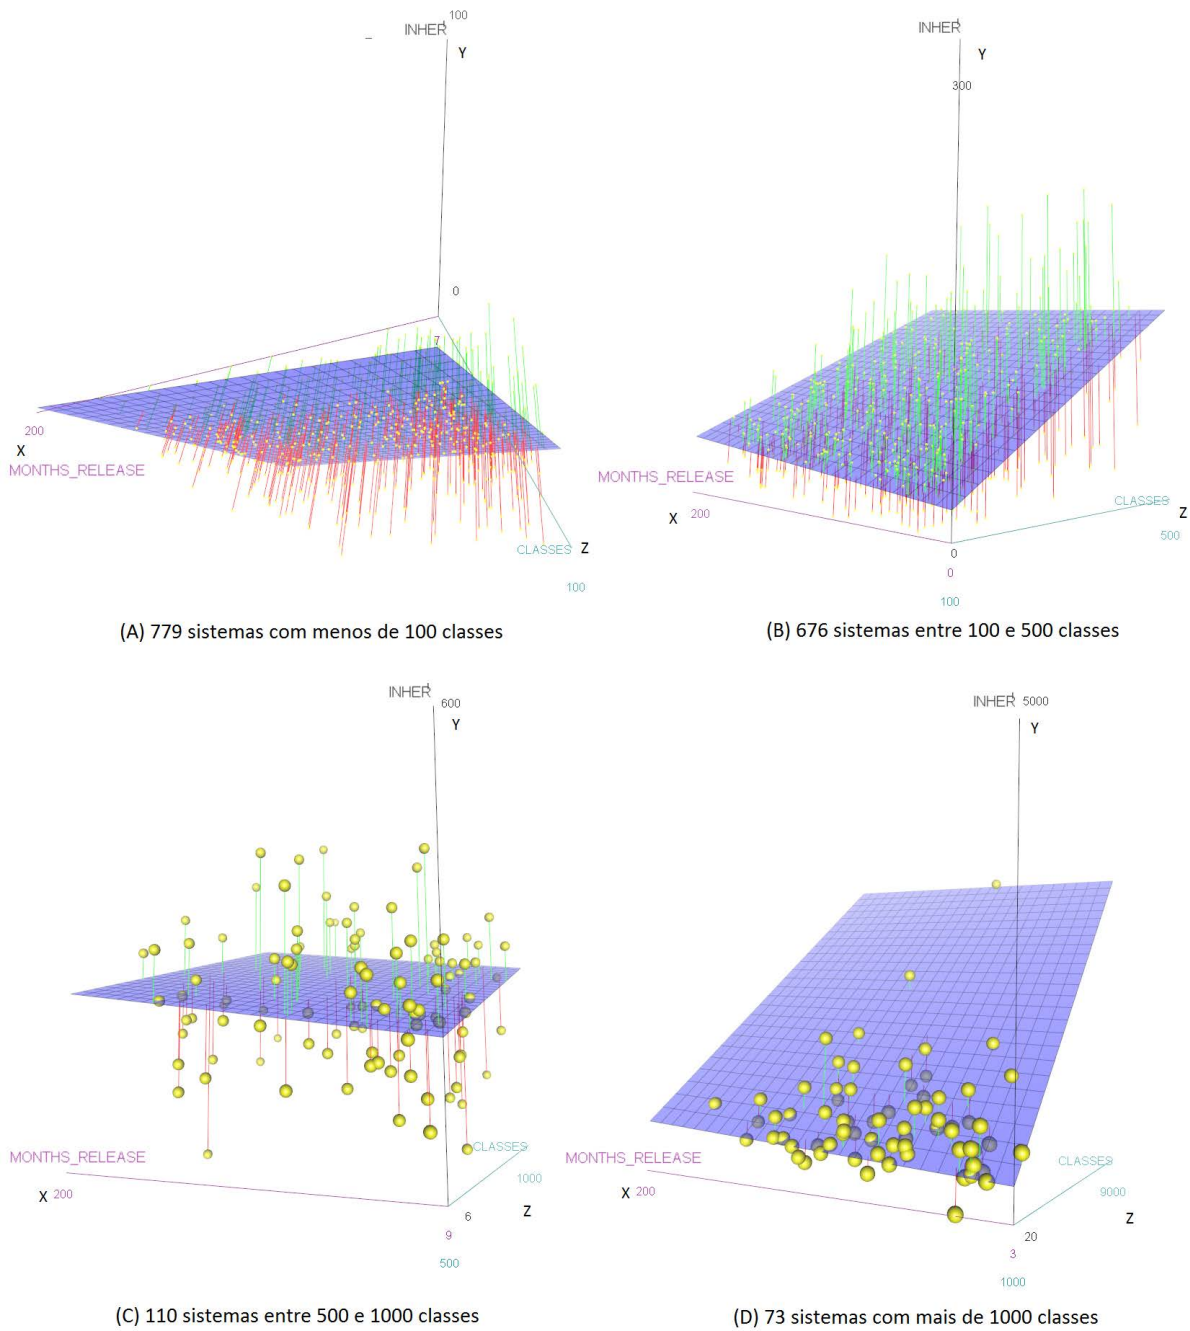 INHER
100
Y
0
7
200
X
MONTHS_RELEASE
CLASSES
Z
100
(A) 779 sistemas com menos de 100 classes
INHER
Y
300
MONTHS_RELEASE
X
200
CLASSES
Z
500
0
0
100
(B) 676 sistemas entre 100 e 500 classes
INHER
600
Y
MONTHS_RELEASE
X
200
CLASSES
1000
Z
6
9
500
(C) 110 sistemas entre 500 e 1000 classes
INHER
5000
Y
MONTHS_RELEASE
X
200
CLASSES
9000
Z
20
3
1000
(D) 73 sistemas com mais de 1000 classes